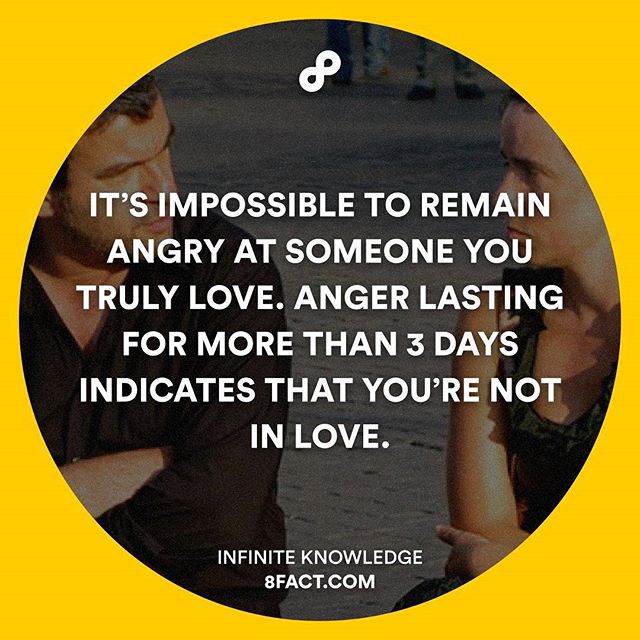 IT'S IMPOSSIBLE TO REMAIN
ANGRY AT SOMEONE YOU
TRULY LOVE. ANGER LASTING
FOR MORE THAN 3 DAYS
INDICATES THAT YOU'RE NOT
IN LOVE.
INFINITE KNOWLEDGE
8FACT.COM